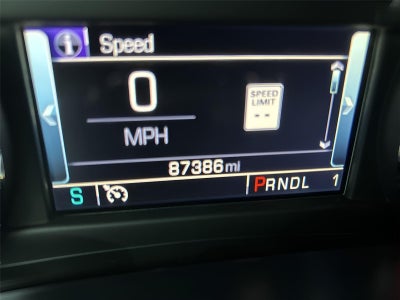 i Speed
0
MPH
SPEED
LIMIT
--
87386mi
S PRNDL 1